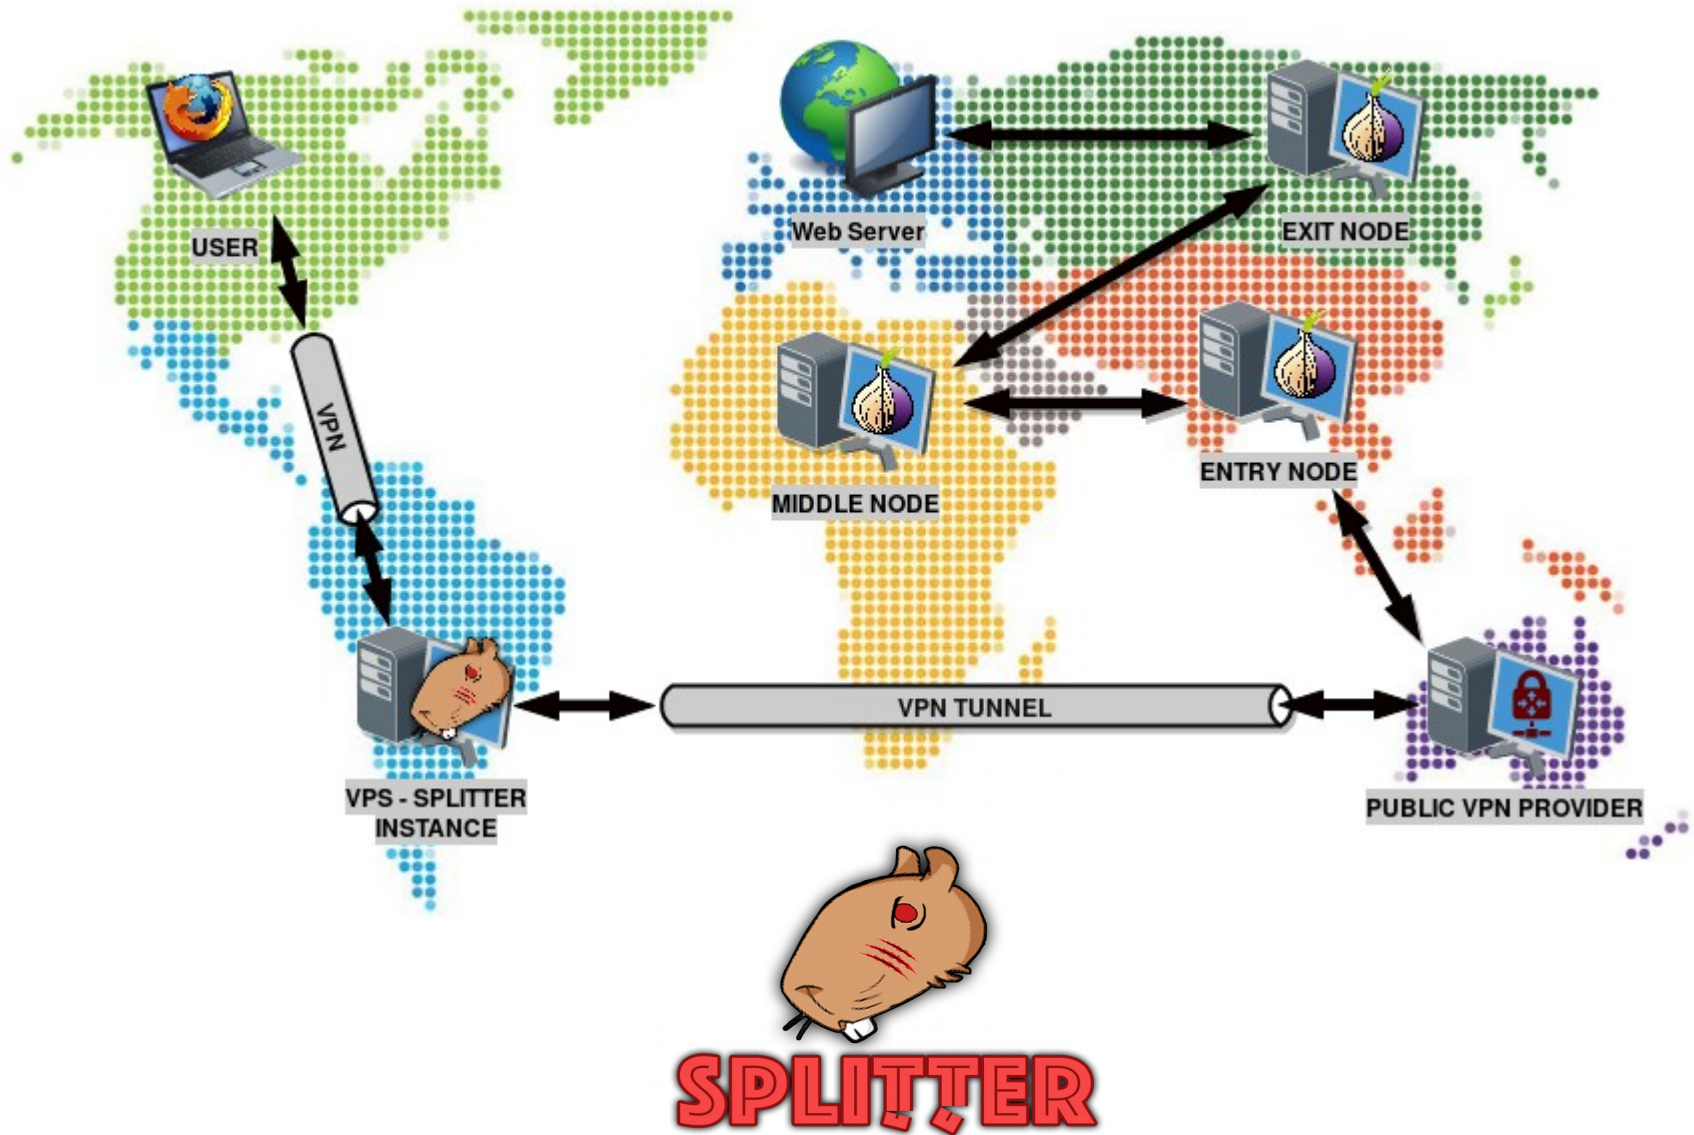 Web Server
EXIT NODE
USER
VPN
ENTRY NODE
MIDDLE NODE
VPN TUNNEL
VPS - SPLITTER
INSTANCE
PUBLIC VPN PROVIDER
SPLITTER